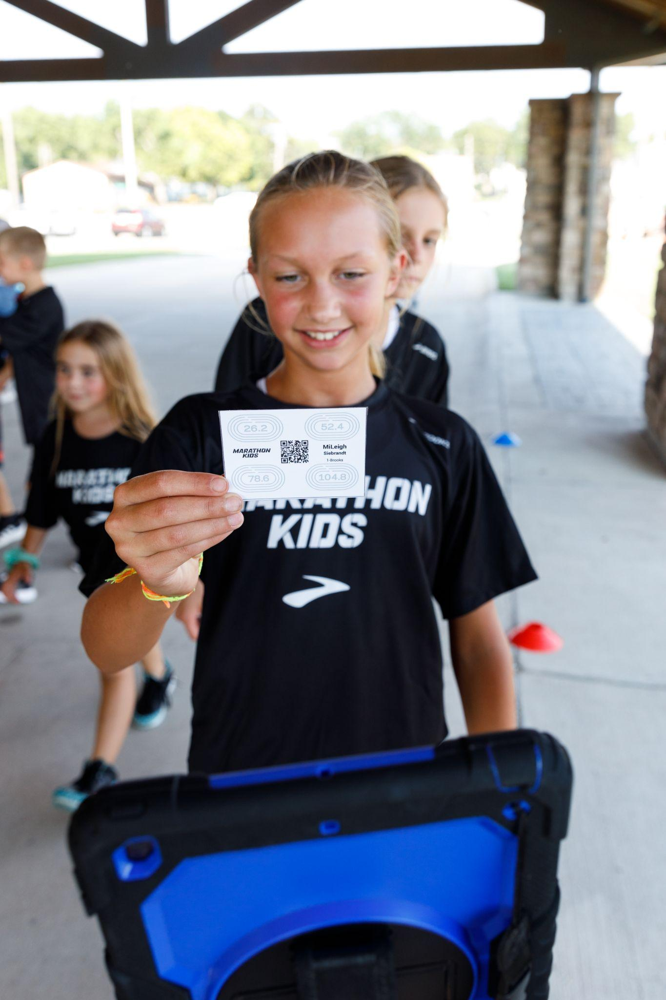 26.2
52.4
MARATHON
KIDS
MiLeigh
Siebrandt
1-Brooks
78.6
104.8
MARATHON
KIDS
MARATHON
KIDS